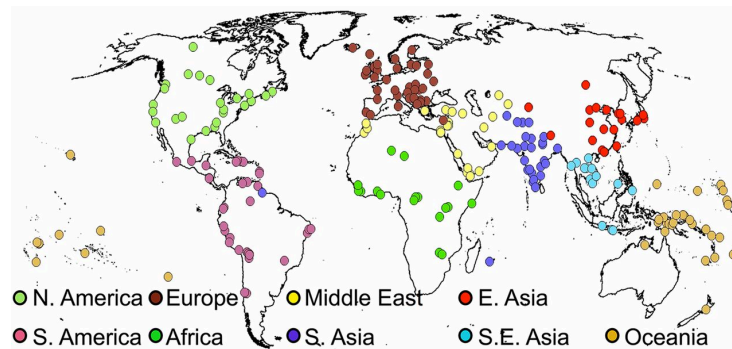 N. America Europe Middle East E. Asia
S. America Africa S. Asia S.E. Asia Oceania